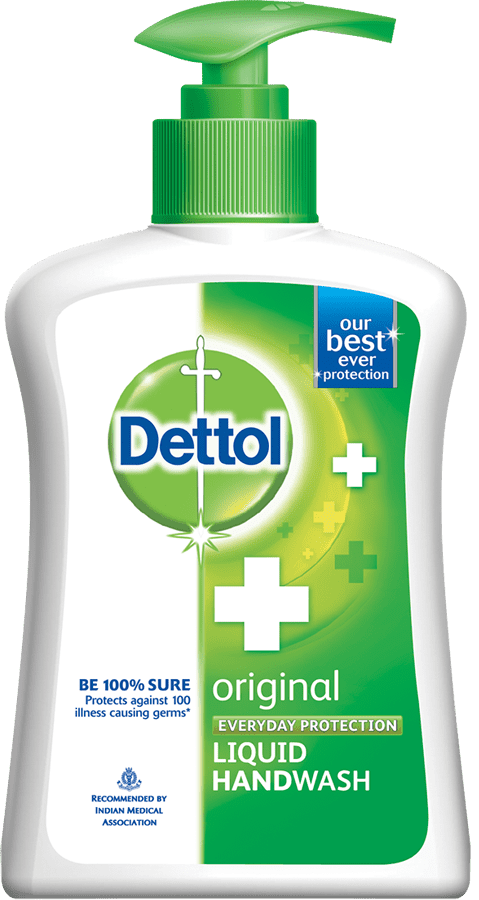 our
best
ever
protection
Dettol
BE 100% SURE
Protects against 100
illness causing germs*
RECOMMENDED BY
INDIAN MEDICAL
ASSOCIATION
original
EVERYDAY PROTECTION
LIQUID
HANDWASH